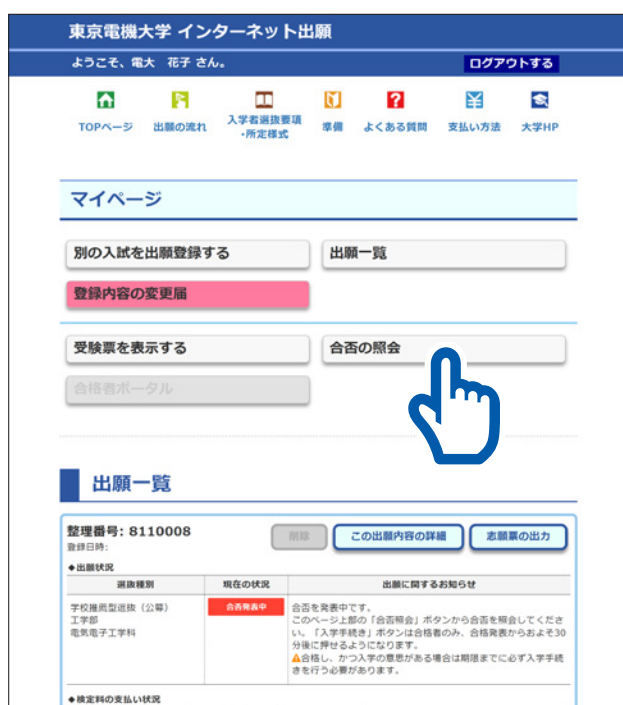 東京電機大学 インターネット出願
ようこそ、電大 花子 さん。 ログアウトする
TOPページ 出願の流れ 入学者選抜要項 ・所定様式 準備 よくある質問 支払い方法 大学HP
マイページ
別の入試を出願登録する 出願一覧
登録内容の変更届
受験票を表示する 合否の照会
合格者ポータル
出願一覧
整理番号: 8110008 削除 この出願内容の詳細 志願票の出力
登録日時:
◆出願状況
選抜種別 現在の状況 出願に関するお知らせ
学校推薦型選抜(公募) 合否発表中 合否を発表中です。
工学部 このページ上部の「合否照会」ボタンから合否を照会してくださ
電気電子工学科 い。「入学手続き」ボタンは合格者のみ、合格発表からおよそ30
分後に押せるようになります。
⚠合格し、かつ入学の意思がある場合は期限までに必ず入学手続
きを行う必要があります。
◆検定料の支払い状況